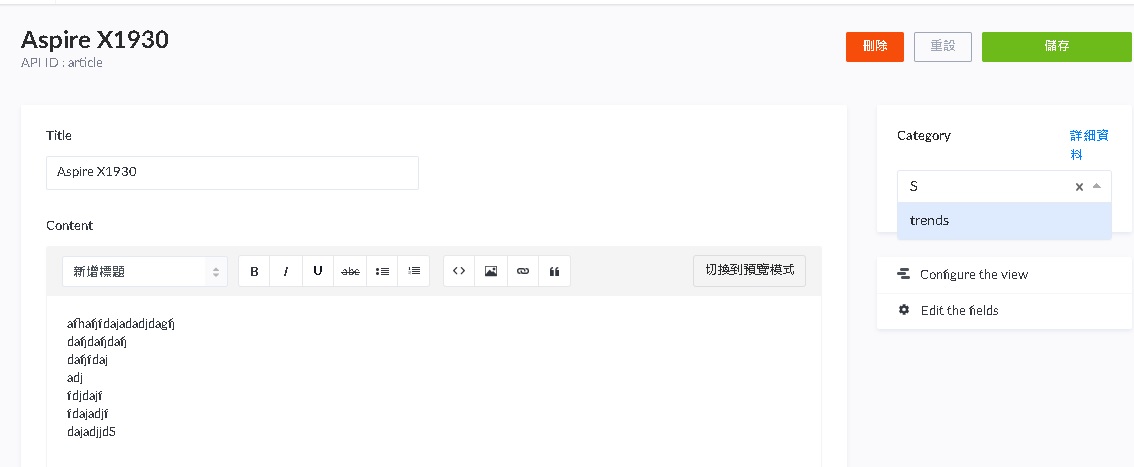 Aspire X1930
API ID : article
刪除
重設
儲存
Title
Aspire X1930
Content
新增標題
B I U abc
切換到預覽模式
afhafjfdajadadjdagfj
dafjdafjdafj
dafjfdaj
adj
fdjdajf
fdajadjf
dajadjjdS
Category
詳細資
料
S
trends
Configure the view
Edit the fields